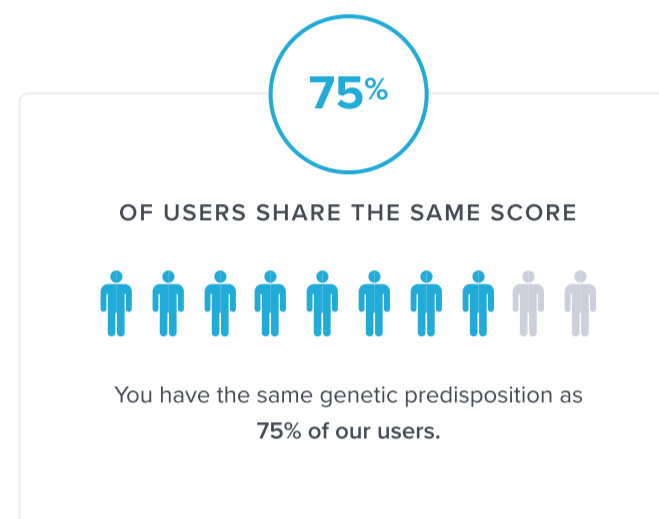 75%
OF USERS SHARE THE SAME SCORE
You have the same genetic predisposition as
75% of our users.